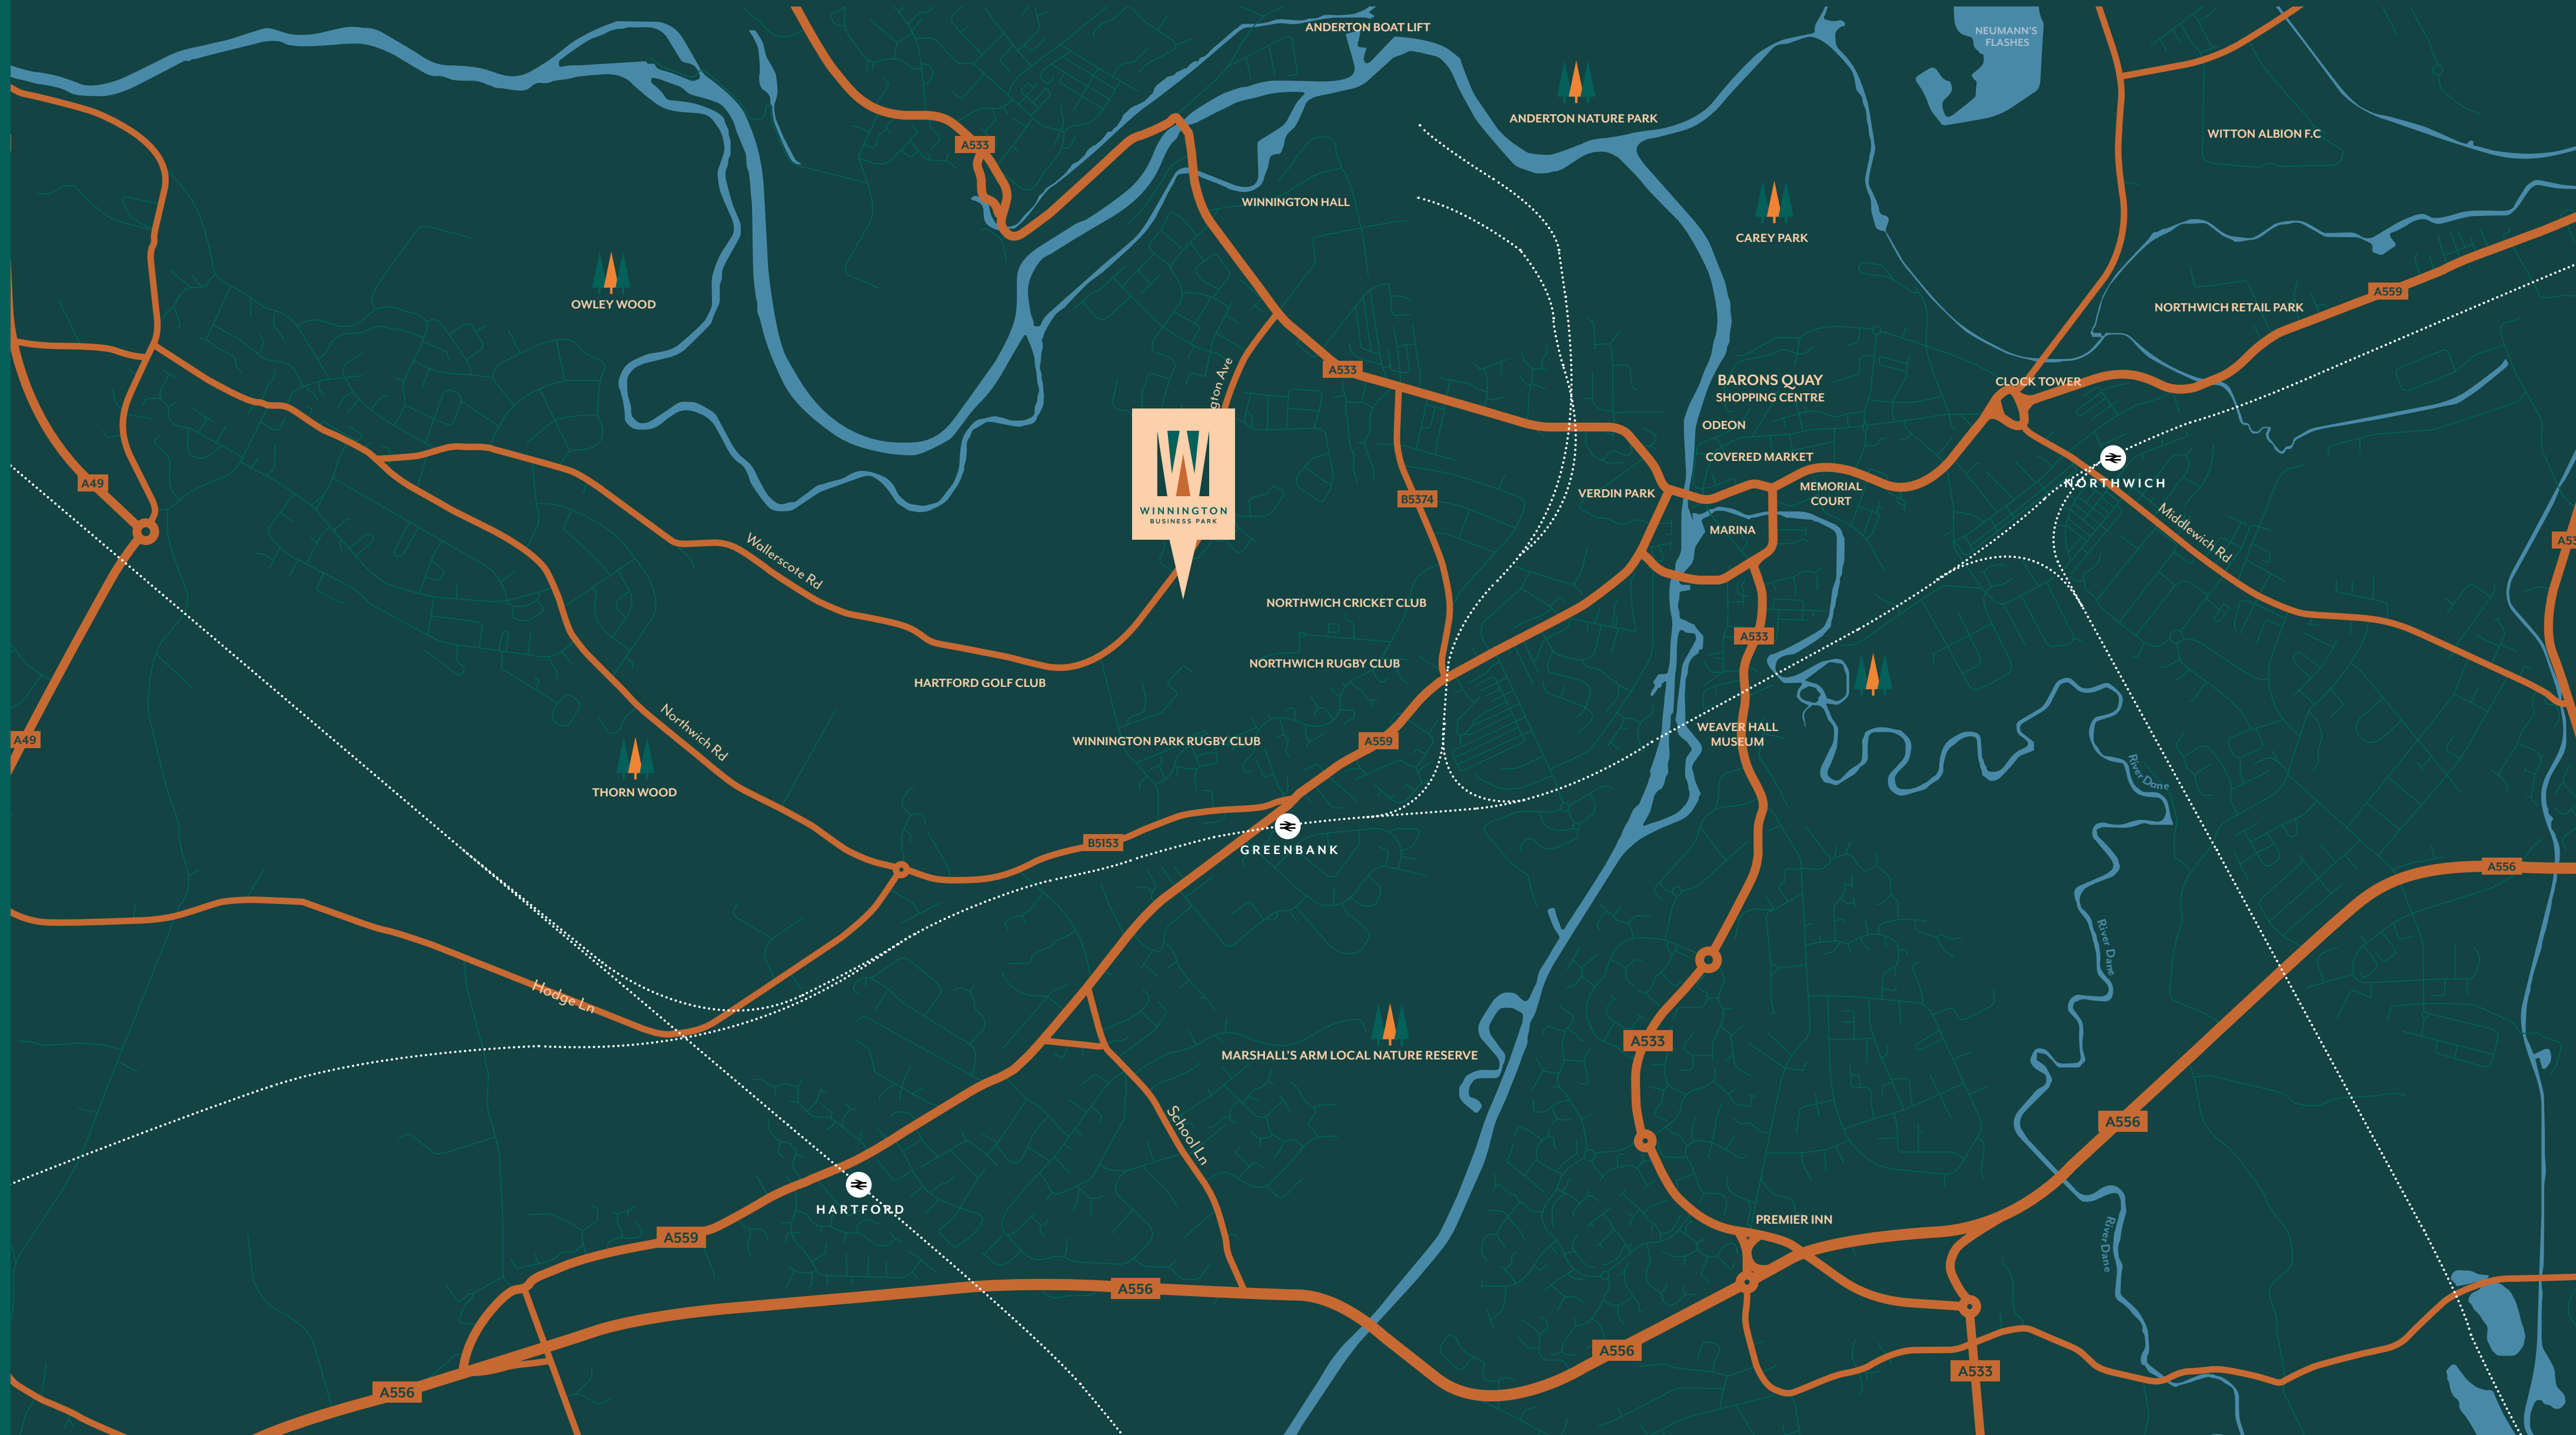 ANDERTON BOAT LIFT
NEUMANN'S
FLASHES
ANDERTON NATURE PARK
WITTON ALBION F.C
A533
WINNINGTON HALL
CAREY PARK
OWLEY WOOD
A559
NORTHWICH RETAIL PARK
A533
gton Ave
BARONS QUAY
SHOPPING CENTRE
CLOCK TOWER
ODEON
COVERED MARKET
NORTHWICH
A49
W
WINNINGTON
BUSINESS PARK
B5374
VERDIN PARK
MEMORIAL
COURT
MARINA
Middlewich Rd
A53
Wallerscote Rd
NORTHWICH CRICKET CLUB
A533
NORTHWICH RUGBY CLUB
HARTFORD GOLF CLUB
Northwich Rd
A49
WINNINGTON PARK RUGBY CLUB
A559
WEAVER HALL
MUSEUM
River Dane
THORN WOOD
B5153
GREENBANK
A556
River Dane
Hodge Ln
MARSHALL'S ARM LOCAL NATURE RESERVE
A533
School Ln
A556
HARTFORD
PREMIER INN
A559
River Dane
A556
A556
A533
A556